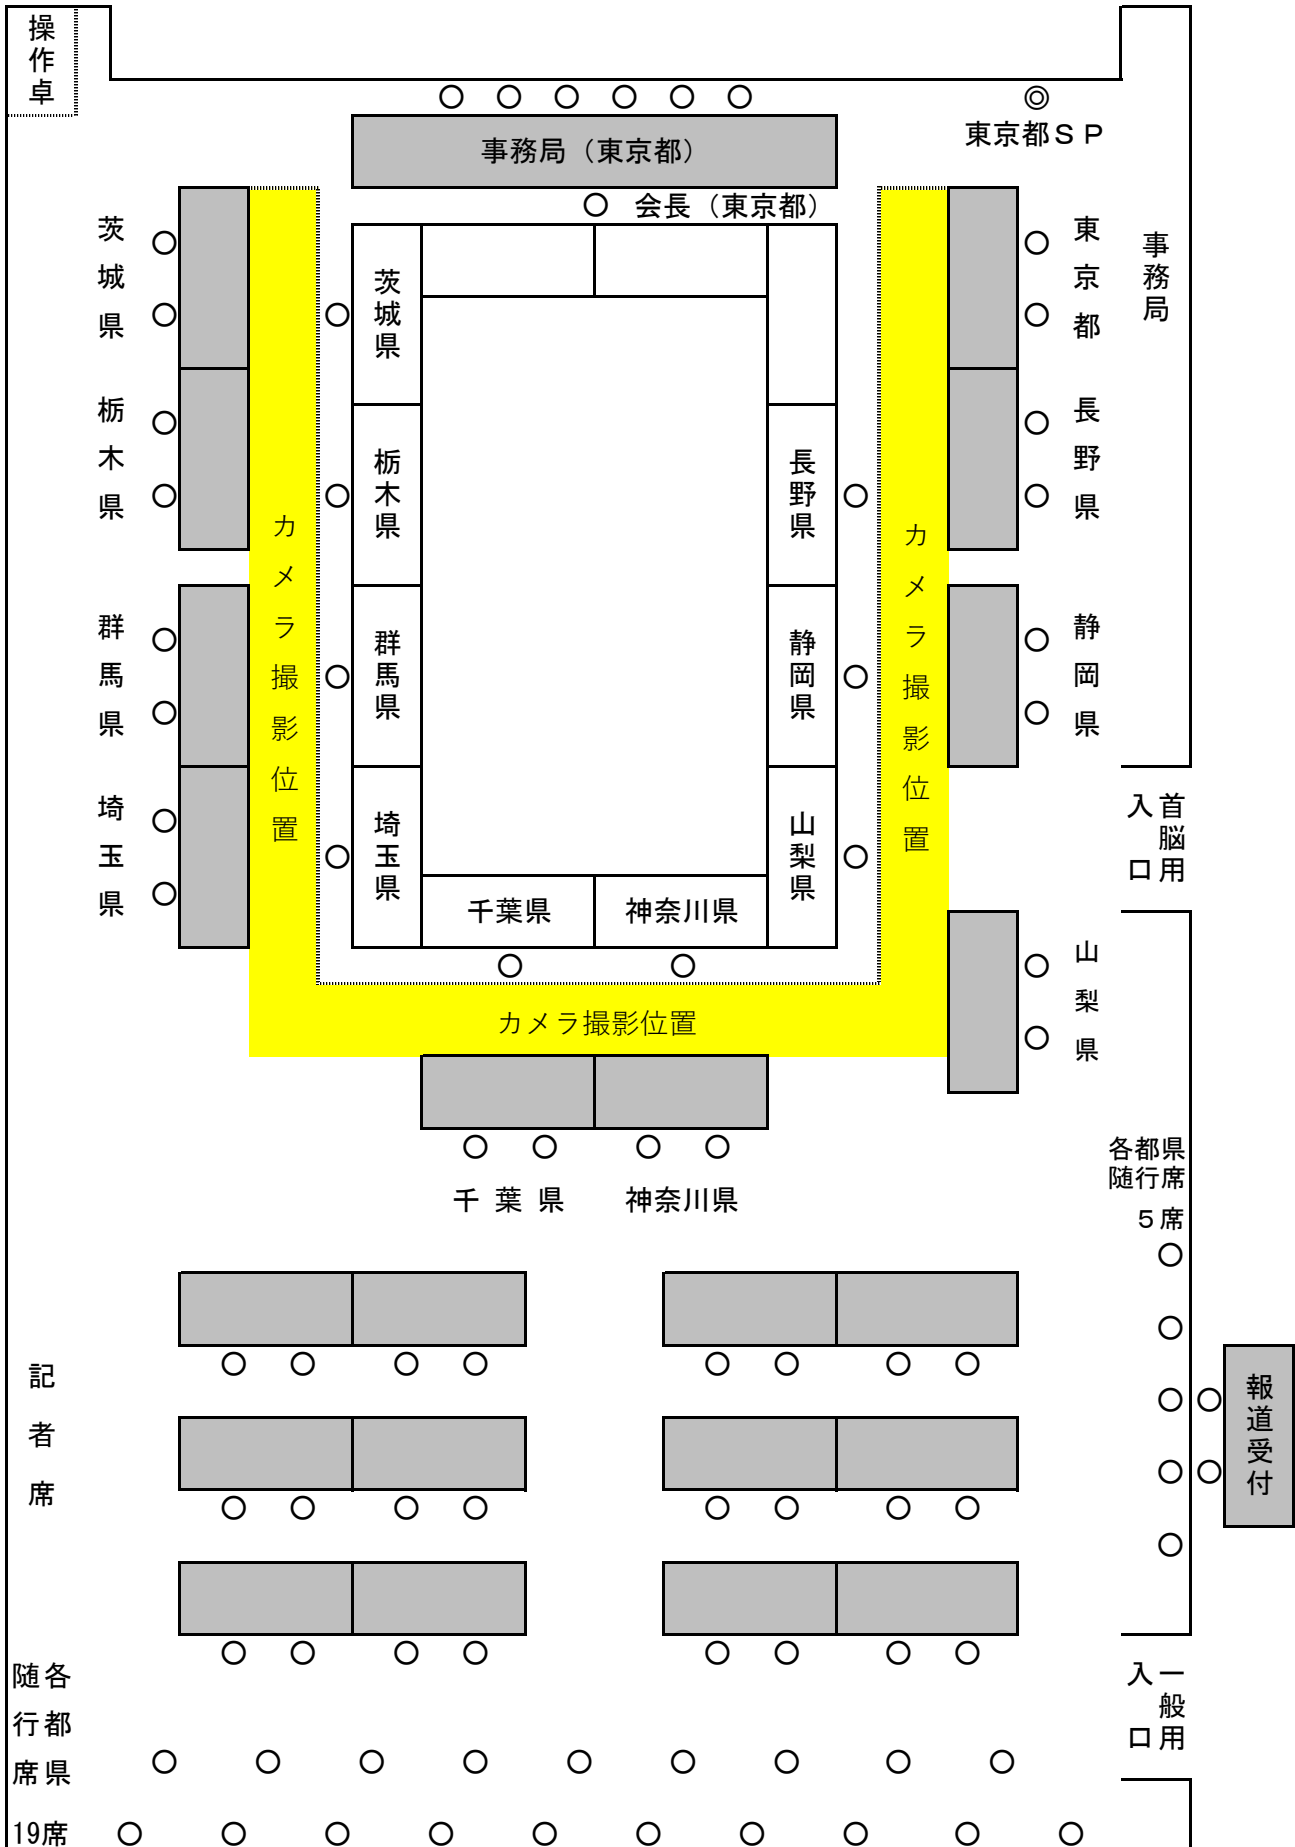 操作卓
事務局（東京都）
東京都ＳＰ
会長（東京都）
茨城県
茨城県
東京都
事務局
栃木県
栃木県
長野県
長野県
カメラ撮影位置
カメラ撮影位置
群馬県
群馬県
静岡県
静岡県
埼玉県
埼玉県
山梨県
首脳用
入口
千葉県
神奈川県
山梨県
カメラ撮影位置
千葉県
神奈川県
各都県
随行席
５席
記者席
報道受付
各都県
随行席
19席
一般用
入口